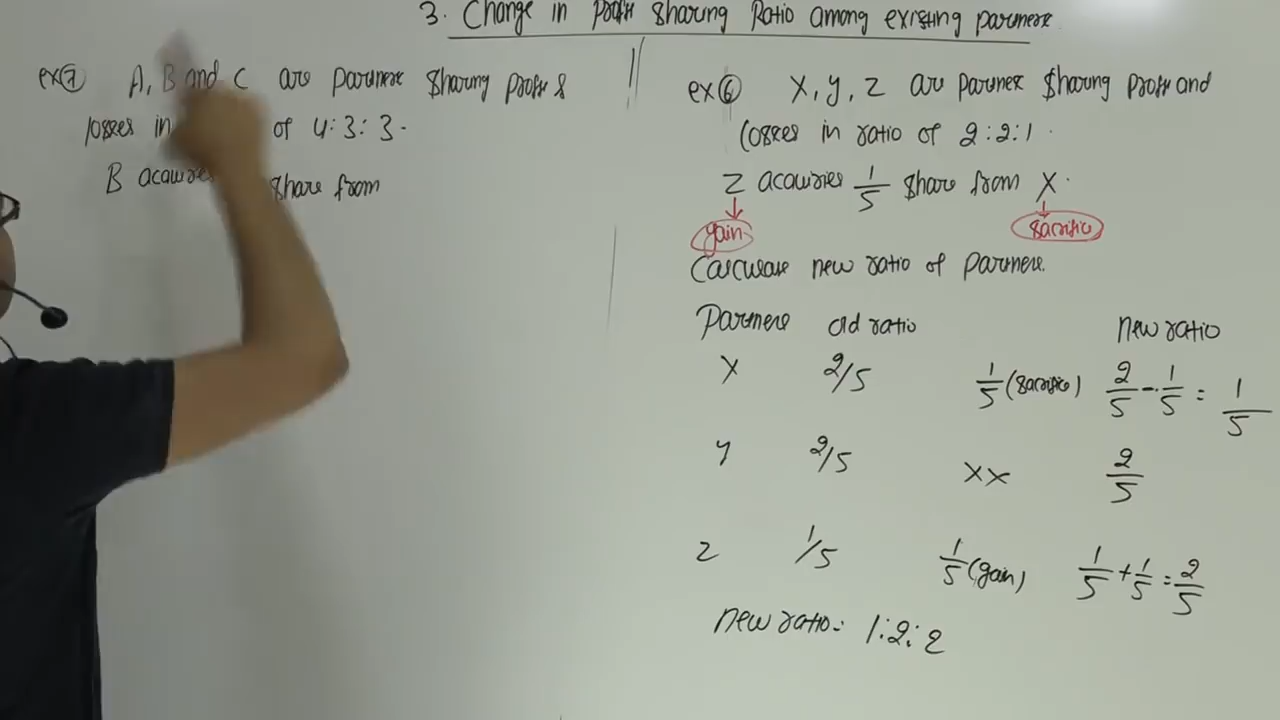 3. Change in Profit Sharing Ratio among existing partners
ex⑦ A, B and C are partners sharing profit &
losses in of 4:3:3.
B acquires share from
ex⑥ X, Y, Z are partner sharing profit and
losses in ratio of 2:2:1.
Z acquires 1/5 share from X.
gain sacrifice
Calculate new ratio of partners.
Partners old ratio new ratio
X 2/5 1/5 (sacrifice) 2/5 - 1/5 = 1/5
Y 2/5 XX 2/5
Z 1/5 1/5 (gain) 1/5 + 1/5 = 2/5
new ratio: 1:2:2